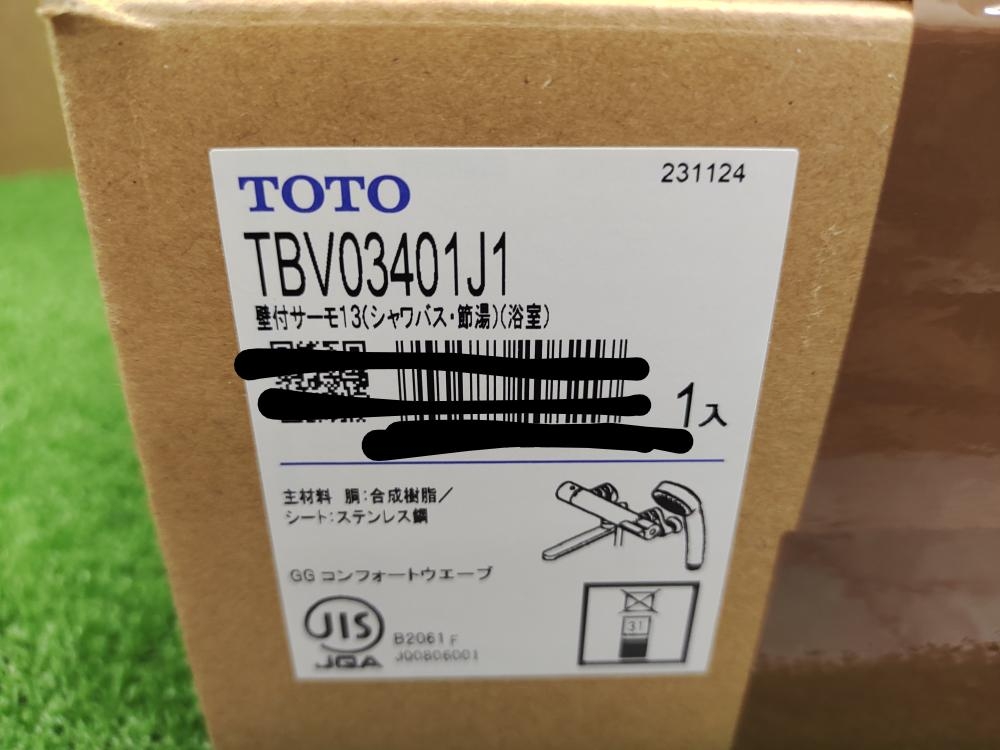 231124
TOTO
TBV03401J1
壁付サーモ13(シャワバス・節湯)(浴室)
1入
主材料 胴:合成樹脂/
シート:ステンレス鋼
GG コンフォートウエーブ
JIS
JQA
B2061 F
JQ0806001
31